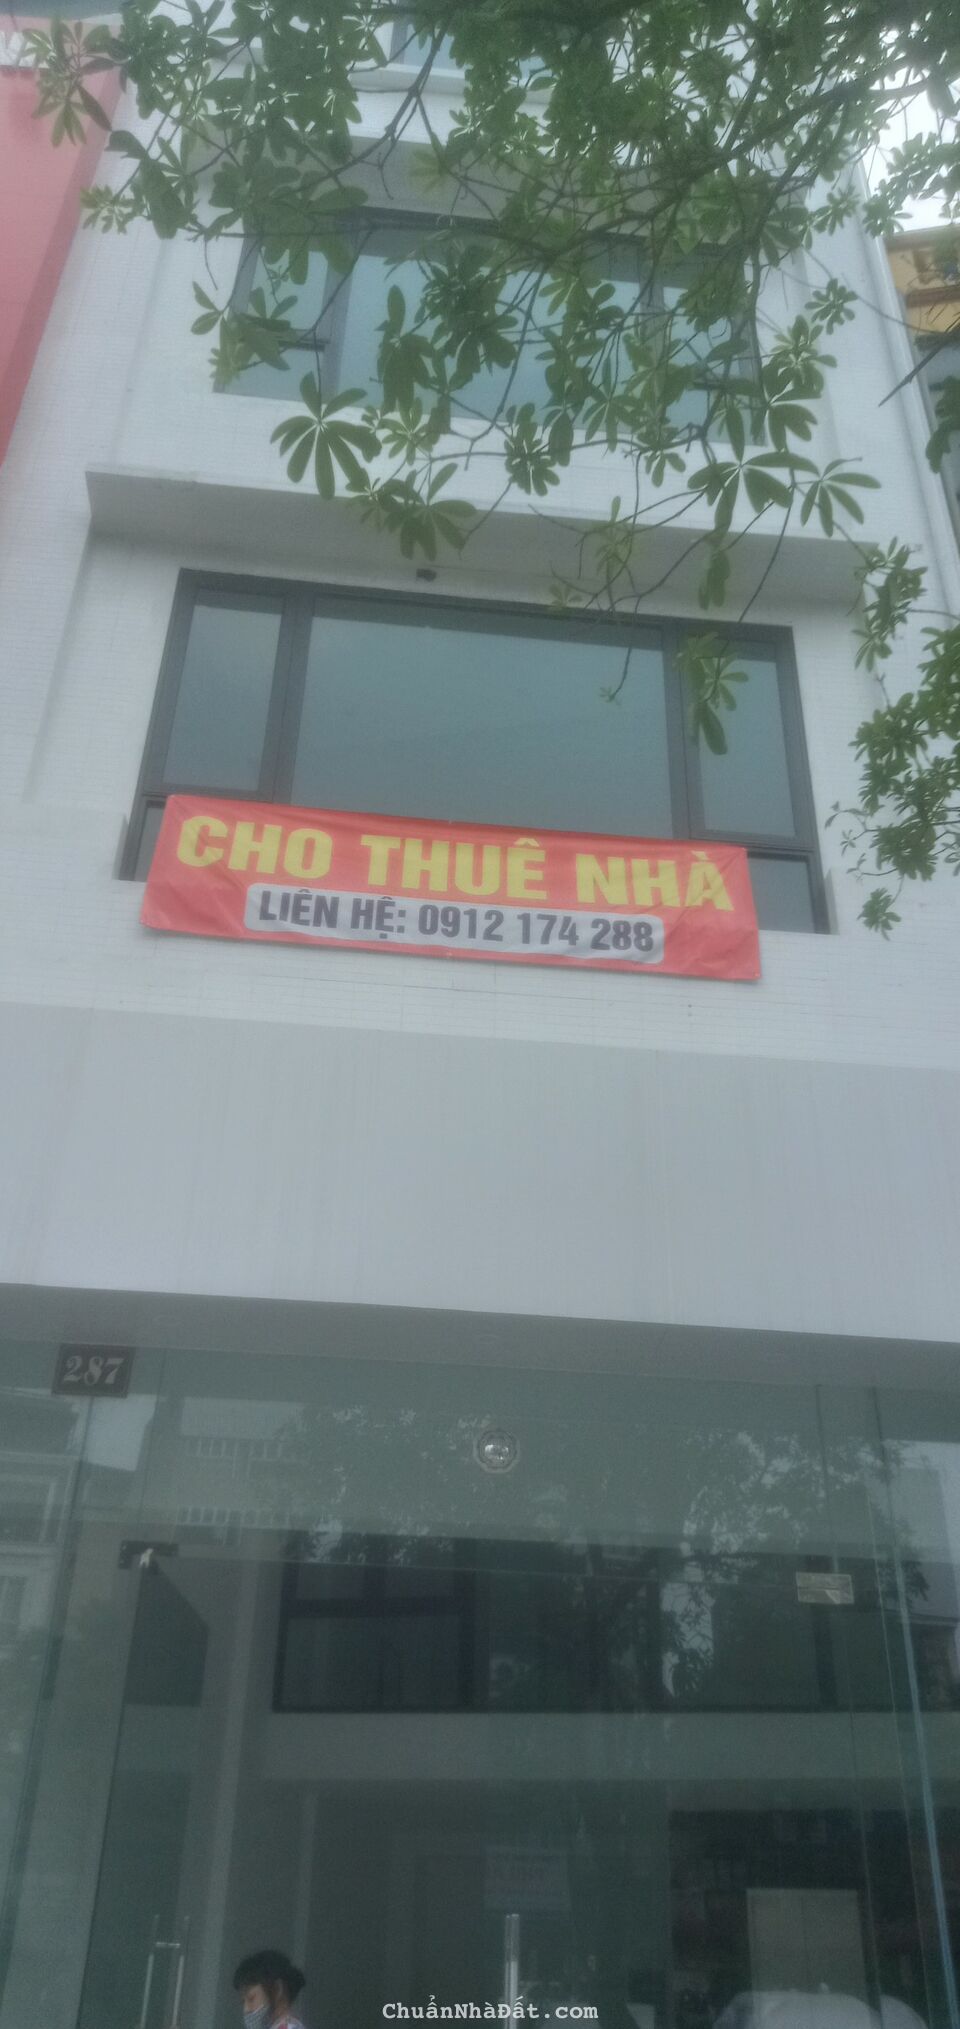 CHO THUÊ NHÀ
LIÊN HỆ: 0912 174 288
287
ChuẩnNhàĐất.com